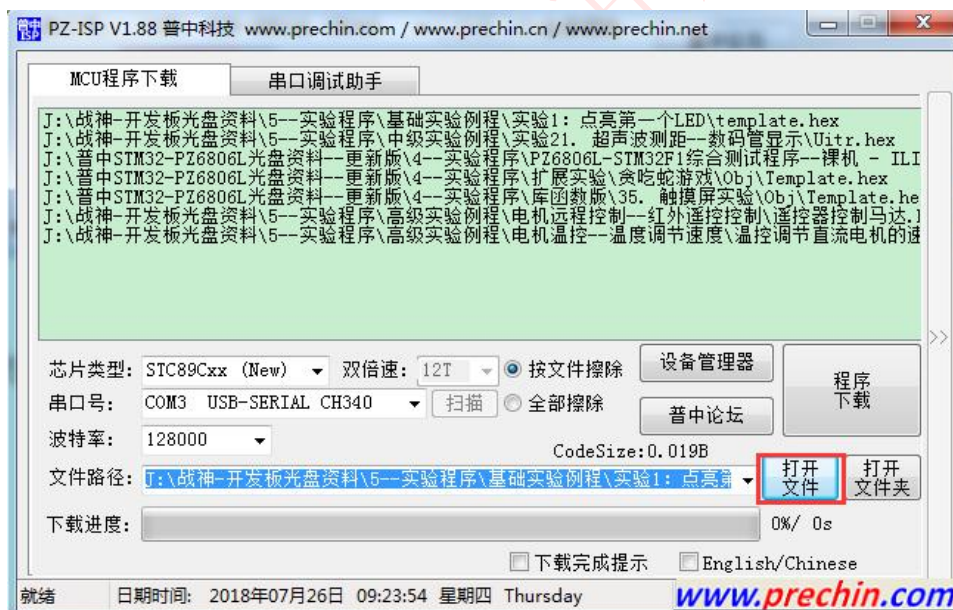 普中 ISP PZ-ISP V1.88 普中科技 www.prechin.com / www.prechin.cn / www.prechin.net
MCU程序下载 串口调试助手
J:\战神-开发板光盘资料\5--实验程序\基础实验例程\实验1：点亮第一个LED\template.hex
J:\战神-开发板光盘资料\5--实验程序\中级实验例程\实验21. 超声波测距--数码管显示\Uitr.hex
J:\普中STM32-PZ6806L光盘资料--更新版\4--实验程序\PZ6806L-STM32F1综合测试程序--裸机 - ILI
J:\普中STM32-PZ6806L光盘资料--更新版\4--实验程序\扩展实验\贪吃蛇游戏\Obj\Template.hex
J:\普中STM32-PZ6806L光盘资料--更新版\4--实验程序\库函数版\35. 触摸屏实验\Obj\Template.he
J:\战神-开发板光盘资料\5--实验程序\高级实验例程\电机远程控制--红外遥控控制\遥控器控制马达.
J:\战神-开发板光盘资料\5--实验程序\高级实验例程\电机温控--温度调节速度\温控调节直流电机的速
>>
芯片类型: STC89Cxx (New) 双倍速: 12T 按文件擦除 设备管理器 程序下载
串口号: COM3 USB-SERIAL CH340 扫描 全部擦除 普中论坛
波特率: 128000 CodeSize:0.019B
文件路径: J:\战神-开发板光盘资料\5--实验程序\基础实验例程\实验1：点亮第 打开文件 打开文件夹
下载进度: 0%/ 0s
下载完成提示 English/Chinese
就绪 日期时间: 2018年07月26日 09:23:54 星期四 Thursday www.prechin.com